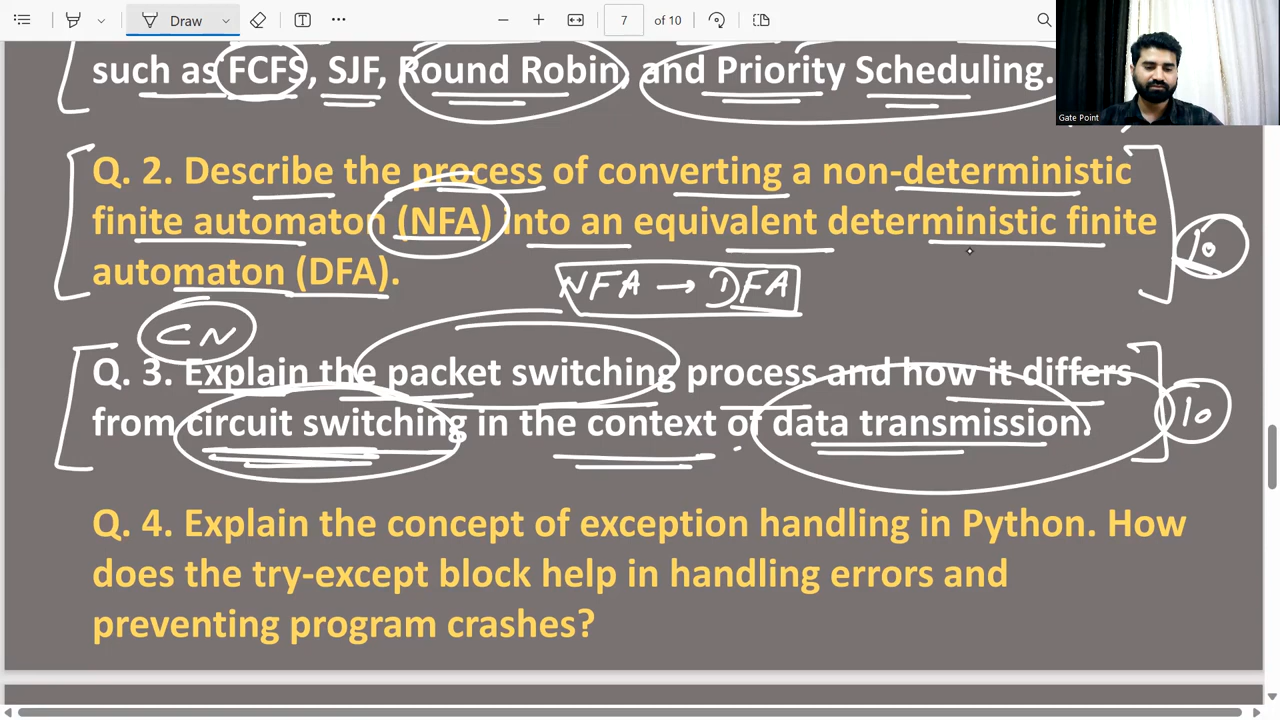 Draw
7 of 10
such as FCFS, SJF, Round Robin, and Priority Scheduling.
Gate Point
Q. 2. Describe the process of converting a non-deterministic
finite automaton (NFA) into an equivalent deterministic finite
automaton (DFA).
10
NFA → DFA
CN
Q. 3. Explain the packet switching process and how it differs
from circuit switching in the context of data transmission.
10
Q. 4. Explain the concept of exception handling in Python. How
does the try-except block help in handling errors and
preventing program crashes?